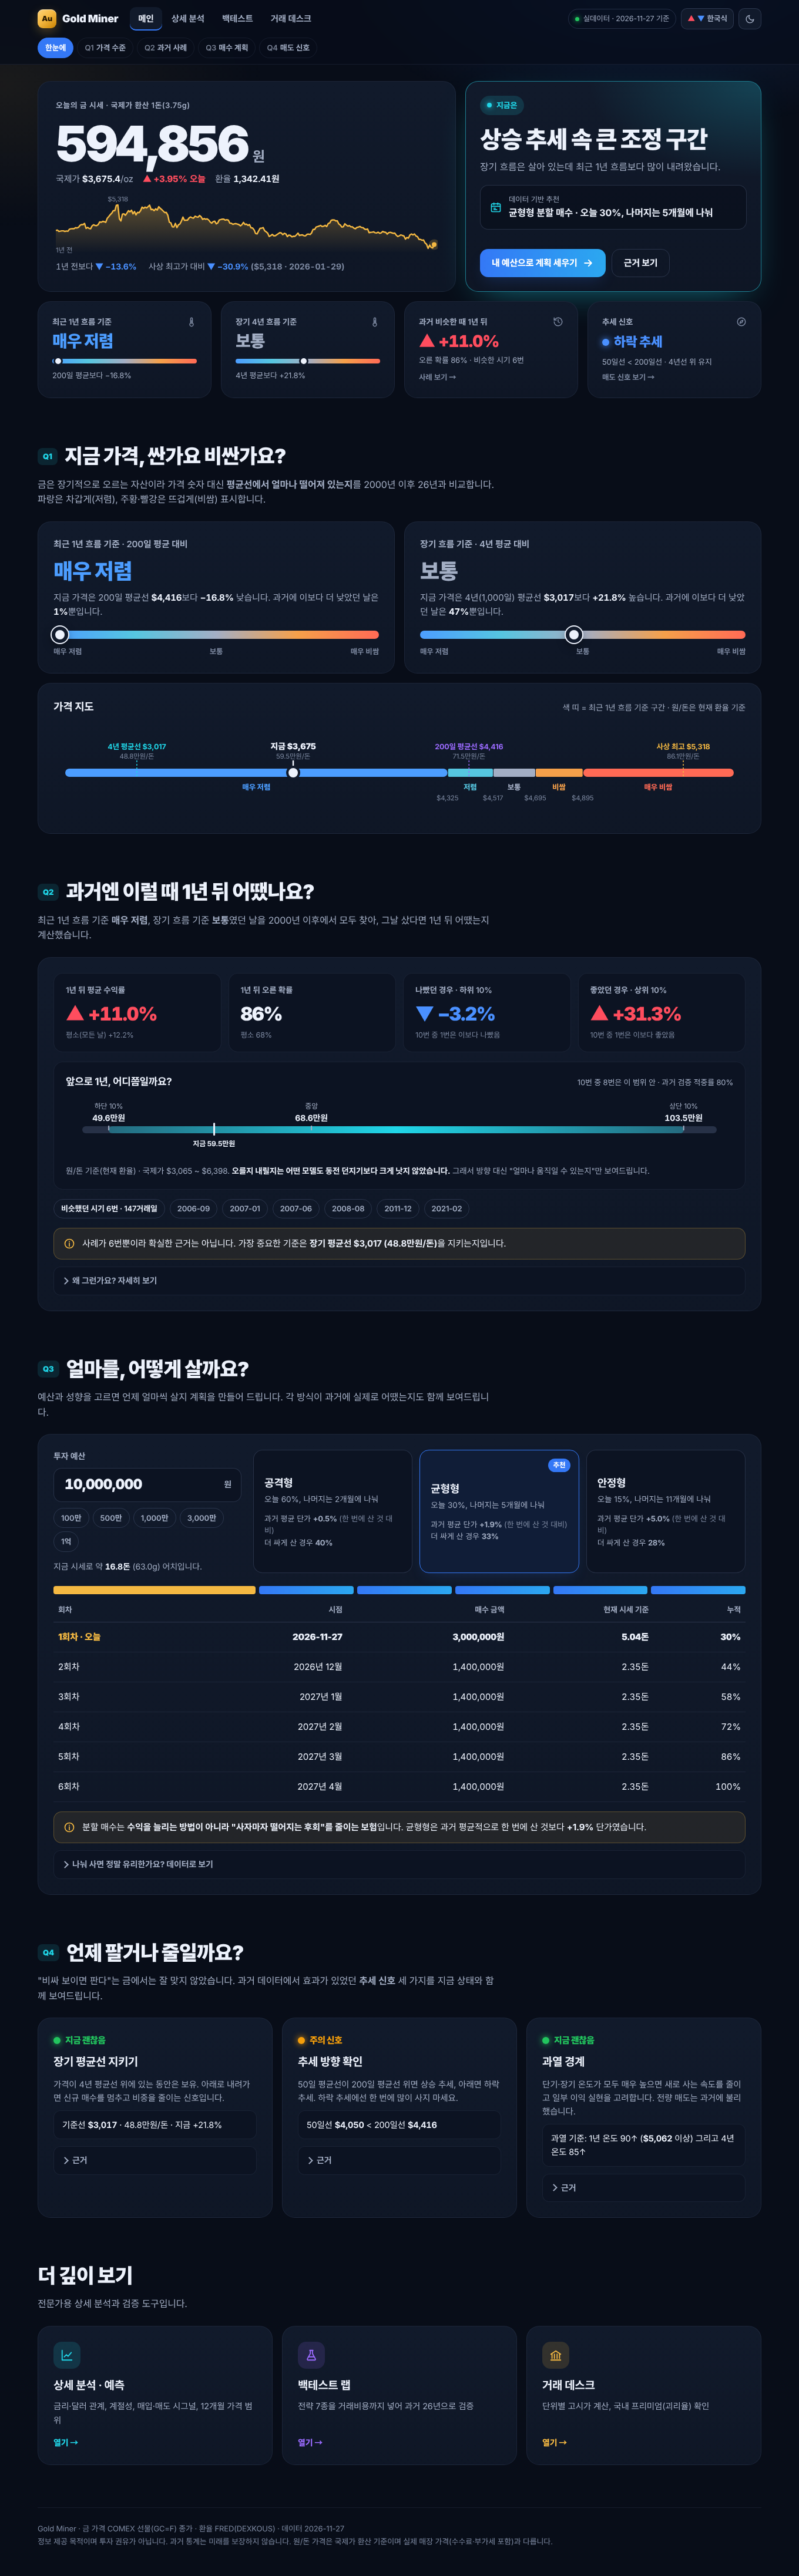 Au Gold Miner 메인 상세 분석 백테스트 거래 데스크 실데이터 · 2026-11-27 기준 ▲ ▼ 한국식
한눈에 Q1 가격 수준 Q2 과거 사례 Q3 매수 계획 Q4 매도 신호
오늘의 금 시세 · 국제가 환산 1돈(3.75g)
594,856 원
국제가 $3,675.4/oz ▲ +3.95% 오늘 환율 1,342.41원
$5,318
1년 전
1년 전보다 ▼ −13.6% 사상 최고가 대비 ▼ −30.9% ($5,318 · 2026-01-29)
지금은
상승 추세 속 큰 조정 구간
장기 흐름은 살아 있는데 최근 1년 흐름보다 많이 내려왔습니다.
데이터 기반 추천
균형형 분할 매수 · 오늘 30%, 나머지는 5개월에 나눠
내 예산으로 계획 세우기 → 근거 보기
최근 1년 흐름 기준
매우 저렴
200일 평균보다 −16.8%
장기 4년 흐름 기준
보통
4년 평균보다 +21.8%
과거 비슷한 때 1년 뒤
▲ +11.0%
오른 확률 86% · 비슷한 시기 6번
사례 보기 →
추세 신호
하락 추세
50일선 < 200일선 · 4년선 위 유지
매도 신호 보기 →
Q1 지금 가격, 싼가요 비싼가요?
금은 장기적으로 오르는 자산이라 가격 숫자 대신 평균선에서 얼마나 떨어져 있는지를 2000년 이후 26년과 비교합니다.
파랑은 차갑게(저렴), 주황·빨강은 뜨겁게(비쌈) 표시합니다.
최근 1년 흐름 기준 · 200일 평균 대비
매우 저렴
지금 가격은 200일 평균선 $4,416보다 −16.8% 낮습니다. 과거에 이보다 더 낮았던 날은
1%뿐입니다.
매우 저렴 보통 매우 비쌈
장기 흐름 기준 · 4년 평균 대비
보통
지금 가격은 4년(1,000일) 평균선 $3,017보다 +21.8% 높습니다. 과거에 이보다 더 낮았
던 날은 47%뿐입니다.
매우 저렴 보통 매우 비쌈
가격 지도 색 띠 = 최근 1년 흐름 기준 구간 · 원/돈은 현재 환율 기준
4년 평균선 $3,017 지금 $3,675 200일 평균선 $4,416 사상 최고 $5,318
48.8만원/돈 59.5만원/돈 71.5만원/돈 86.1만원/돈
매우 저렴 저렴 보통 비쌈 매우 비쌈
$4,325 $4,517 $4,695 $4,895
Q2 과거엔 이럴 때 1년 뒤 어땠나요?
최근 1년 흐름 기준 매우 저렴, 장기 흐름 기준 보통였던 날을 2000년 이후에서 모두 찾아, 그날 샀다면 1년 뒤 어땠는지
계산했습니다.
1년 뒤 평균 수익률
▲ +11.0%
평소(모든 날) +12.2%
1년 뒤 오른 확률
86%
평소 68%
나빴던 경우 · 하위 10%
▼ −3.2%
10번 중 1번은 이보다 나빴음
좋았던 경우 · 상위 10%
▲ +31.3%
10번 중 1번은 이보다 좋았음
앞으로 1년, 어디쯤일까요? 10번 중 8번은 이 범위 안 · 과거 검증 적중률 80%
하단 10% 중앙 상단 10%
49.6만원 68.6만원 103.5만원
지금 59.5만원
원/돈 기준(현재 환율) · 국제가 $3,065 ~ $6,398. 오를지 내릴지는 어떤 모델도 동전 던지기보다 크게 낫지 않았습니다. 그래서 방향 대신 "얼마나 움직일 수 있는지"만 보여드립니다.
비슷했던 시기 6번 · 147거래일 2006-09 2007-01 2007-06 2008-08 2011-12 2021-02
사례가 6번뿐이라 확실한 근거는 아닙니다. 가장 중요한 기준은 장기 평균선 $3,017 (48.8만원/돈)을 지키는지입니다.
왜 그런가요? 자세히 보기
Q3 얼마를, 어떻게 살까요?
예산과 성향을 고르면 언제 얼마씩 살지 계획을 만들어 드립니다. 각 방식이 과거에 실제로 어땠는지도 함께 보여드립니
다.
투자 예산
10,000,000 원
100만 500만 1,000만 3,000만
1억
지금 시세로 약 16.8돈 (63.0g) 어치입니다.
공격형
오늘 60%, 나머지는 2개월에 나눠
과거 평균 단가 +0.5% (한 번에 산 것 대
비)
더 싸게 산 경우 40%
추천
균형형
오늘 30%, 나머지는 5개월에 나눠
과거 평균 단가 +1.9% (한 번에 산 것 대비)
더 싸게 산 경우 33%
안정형
오늘 15%, 나머지는 11개월에 나눠
과거 평균 단가 +5.0% (한 번에 산 것 대
비)
더 싸게 산 경우 28%
회차 시점 매수 금액 현재 시세 기준 누적
1회차 · 오늘 2026-11-27 3,000,000원 5.04돈 30%
2회차 2026년 12월 1,400,000원 2.35돈 44%
3회차 2027년 1월 1,400,000원 2.35돈 58%
4회차 2027년 2월 1,400,000원 2.35돈 72%
5회차 2027년 3월 1,400,000원 2.35돈 86%
6회차 2027년 4월 1,400,000원 2.35돈 100%
분할 매수는 수익을 늘리는 방법이 아니라 "사자마자 떨어지는 후회"를 줄이는 보험입니다. 균형형은 과거 평균적으로 한 번에 산 것보다 +1.9% 단가였습니다.
나눠 사면 정말 유리한가요? 데이터로 보기
Q4 언제 팔거나 줄일까요?
"비싸 보이면 판다"는 금에서는 잘 맞지 않았습니다. 과거 데이터에서 효과가 있었던 추세 신호 세 가지를 지금 상태와 함
께 보여드립니다.
지금 괜찮음
장기 평균선 지키기
가격이 4년 평균선 위에 있는 동안은 보유. 아래로 내려가
면 신규 매수를 멈추고 비중을 줄이는 신호입니다.
기준선 $3,017 · 48.8만원/돈 · 지금 +21.8%
근거
주의 신호
추세 방향 확인
50일 평균선이 200일 평균선 위면 상승 추세, 아래면 하락
추세. 하락 추세에선 한 번에 많이 사지 마세요.
50일선 $4,050 < 200일선 $4,416
근거
지금 괜찮음
과열 경계
단기·장기 온도가 모두 매우 높으면 새로 사는 속도를 줄이
고 일부 이익 실현을 고려합니다. 전량 매도는 과거에 불리
했습니다.
과열 기준: 1년 온도 90↑ ($5,062 이상) 그리고 4년
온도 85↑
근거
더 깊이 보기
전문가용 상세 분석과 검증 도구입니다.
상세 분석 · 예측
금리·달러 관계, 계절성, 매입·매도 시그널, 12개월 가격 범
위
열기 →
백테스트 랩
전략 7종을 거래비용까지 넣어 과거 26년으로 검증
열기 →
거래 데스크
단위별 고시가 계산, 국내 프리미엄(괴리율) 확인
열기 →
Gold Miner · 금 가격 COMEX 선물(GC=F) 종가 · 환율 FRED(DEXKOUS) · 데이터 2026-11-27
정보 제공 목적이며 투자 권유가 아닙니다. 과거 통계는 미래를 보장하지 않습니다. 원/돈 가격은 국제가 환산 기준이며 실제 매장 가격(수수료·부가세 포함)과 다릅니다.